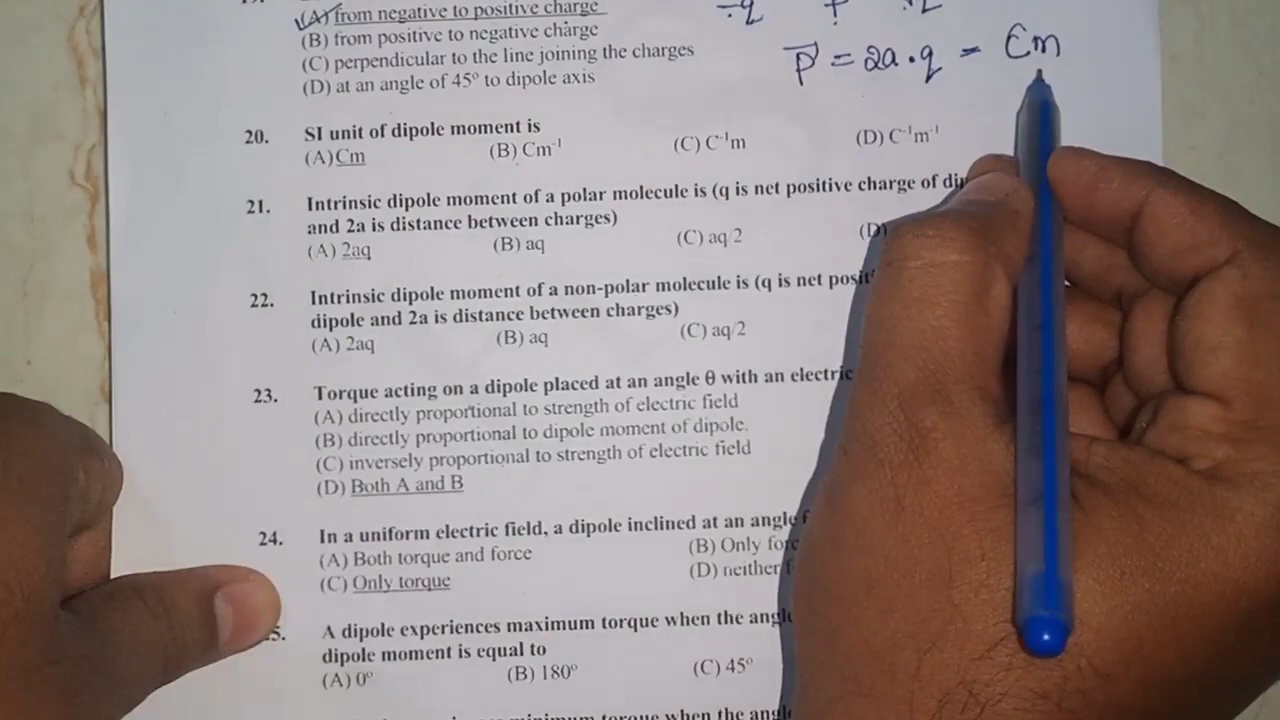 (A) from negative to positive charge
(B) from positive to negative charge
(C) perpendicular to the line joining the charges
(D) at an angle of 45° to dipole axis
-q
P⃗ = 2a.q = Cm
20. SI unit of dipole moment is
(A) Cm (B) Cm⁻¹ (C) C⁻¹m (D) C⁻¹m⁻¹
21. Intrinsic dipole moment of a polar molecule is (q is net positive charge of
and 2a is distance between charges)
(A) 2aq (B) aq (C) aq/2 (D)
22. Intrinsic dipole moment of a non-polar molecule is (q is net
dipole and 2a is distance between charges)
(A) 2aq (B) aq (C) aq/2
23. Torque acting on a dipole placed at an angle θ with an electric
(A) directly proportional to strength of electric field
(B) directly proportional to dipole moment of dipole.
(C) inversely proportional to strength of electric field
(D) Both A and B
24. In a uniform electric field, a dipole inclined at an angle
(A) Both torque and force (B) Only
(C) Only torque (D) neither
5. A dipole experiences maximum torque when the
dipole moment is equal to
(A) 0° (B) 180° (C) 45°
torque when the